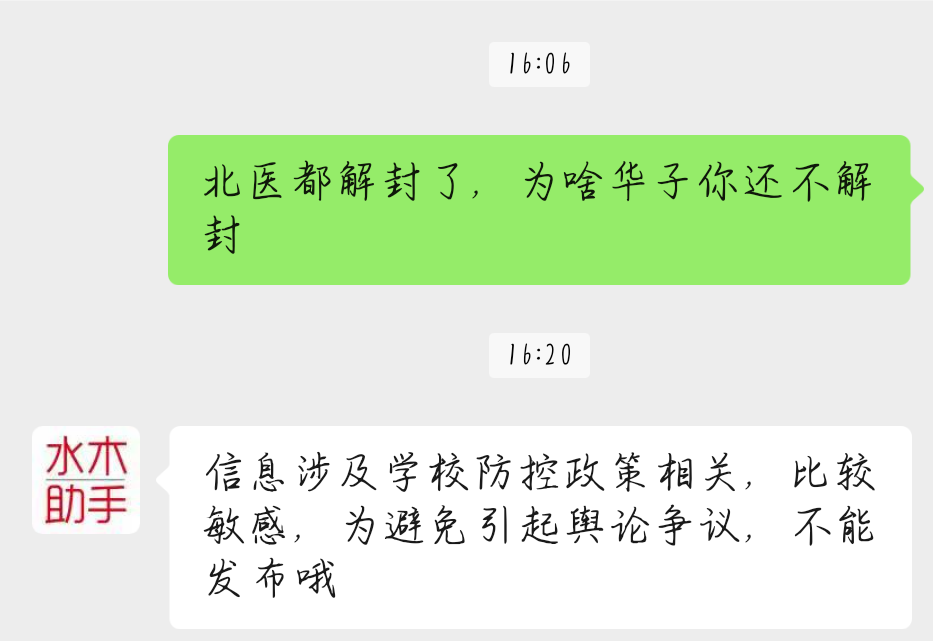 16:06
北医都解封了，为啥华子你还不解
封
16:20
水木
助手
信息涉及学校防控政策相关，比较
敏感，为避免引起舆论争议，不能
发布哦